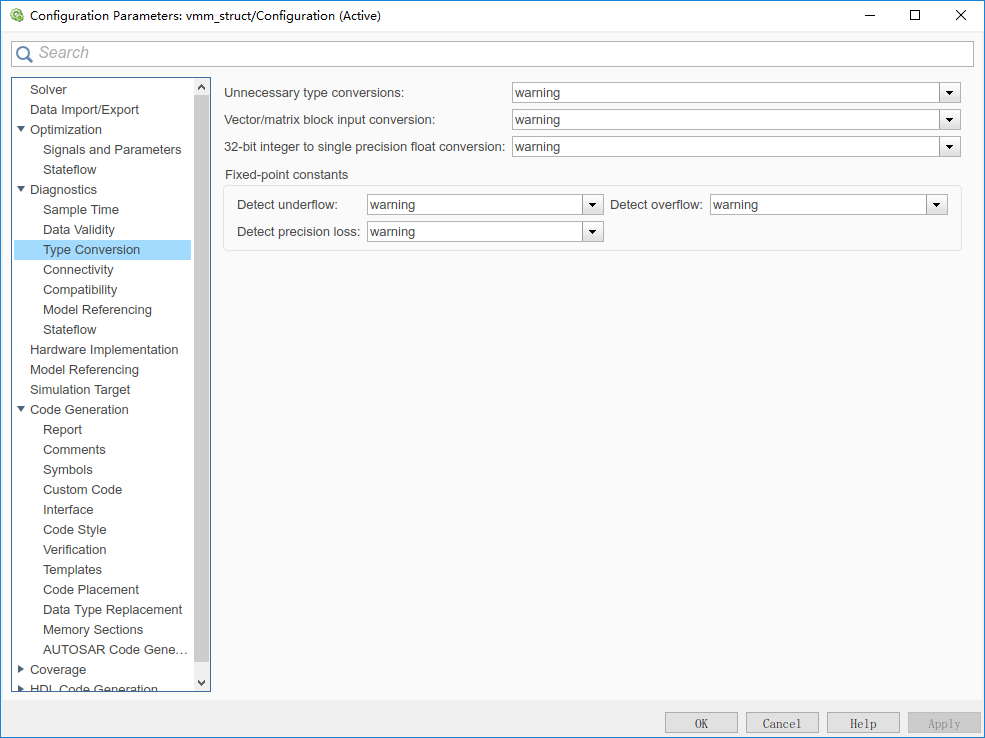 Configuration Parameters: vmm_struct/Configuration (Active)
Search
Solver
Data Import/Export
Optimization
Signals and Parameters
Stateflow
Diagnostics
Sample Time
Data Validity
Type Conversion
Connectivity
Compatibility
Model Referencing
Stateflow
Hardware Implementation
Model Referencing
Simulation Target
Code Generation
Report
Comments
Symbols
Custom Code
Interface
Code Style
Verification
Templates
Code Placement
Data Type Replacement
Memory Sections
AUTOSAR Code Gene...
Coverage
HDL Code Generation
Unnecessary type conversions: warning
Vector/matrix block input conversion: warning
32-bit integer to single precision float conversion: warning
Fixed-point constants
Detect underflow: warning Detect overflow: warning
Detect precision loss: warning
OK Cancel Help Apply